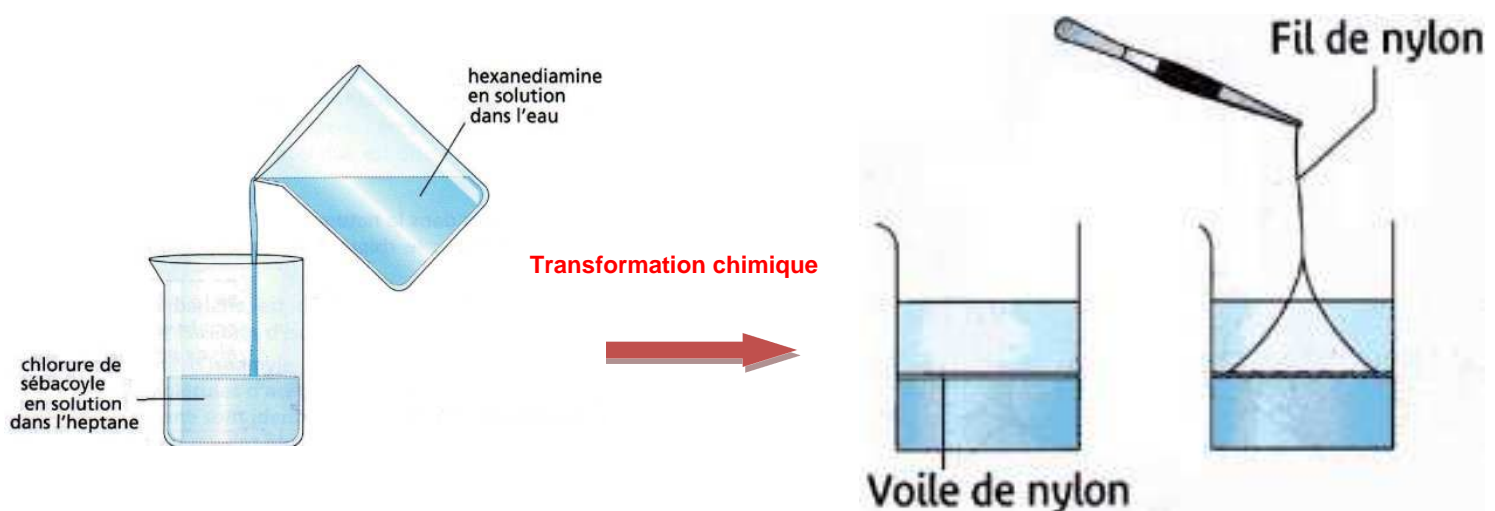 hexanediamine
en solution
dans l'eau
chlorure de
sébacoyle
en solution
dans l'heptane
Transformation chimique
Fil de nylon
Voile de nylon